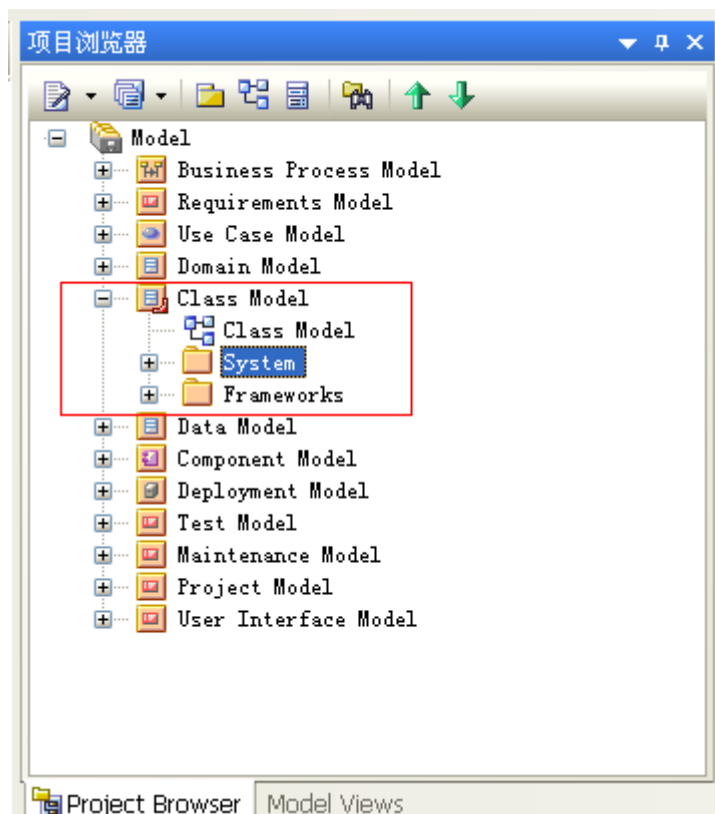 项目浏览器
Model
Business Process Model
Requirements Model
Use Case Model
Domain Model
Class Model
Class Model
System
Frameworks
Data Model
Component Model
Deployment Model
Test Model
Maintenance Model
Project Model
User Interface Model
Project Browser Model Views